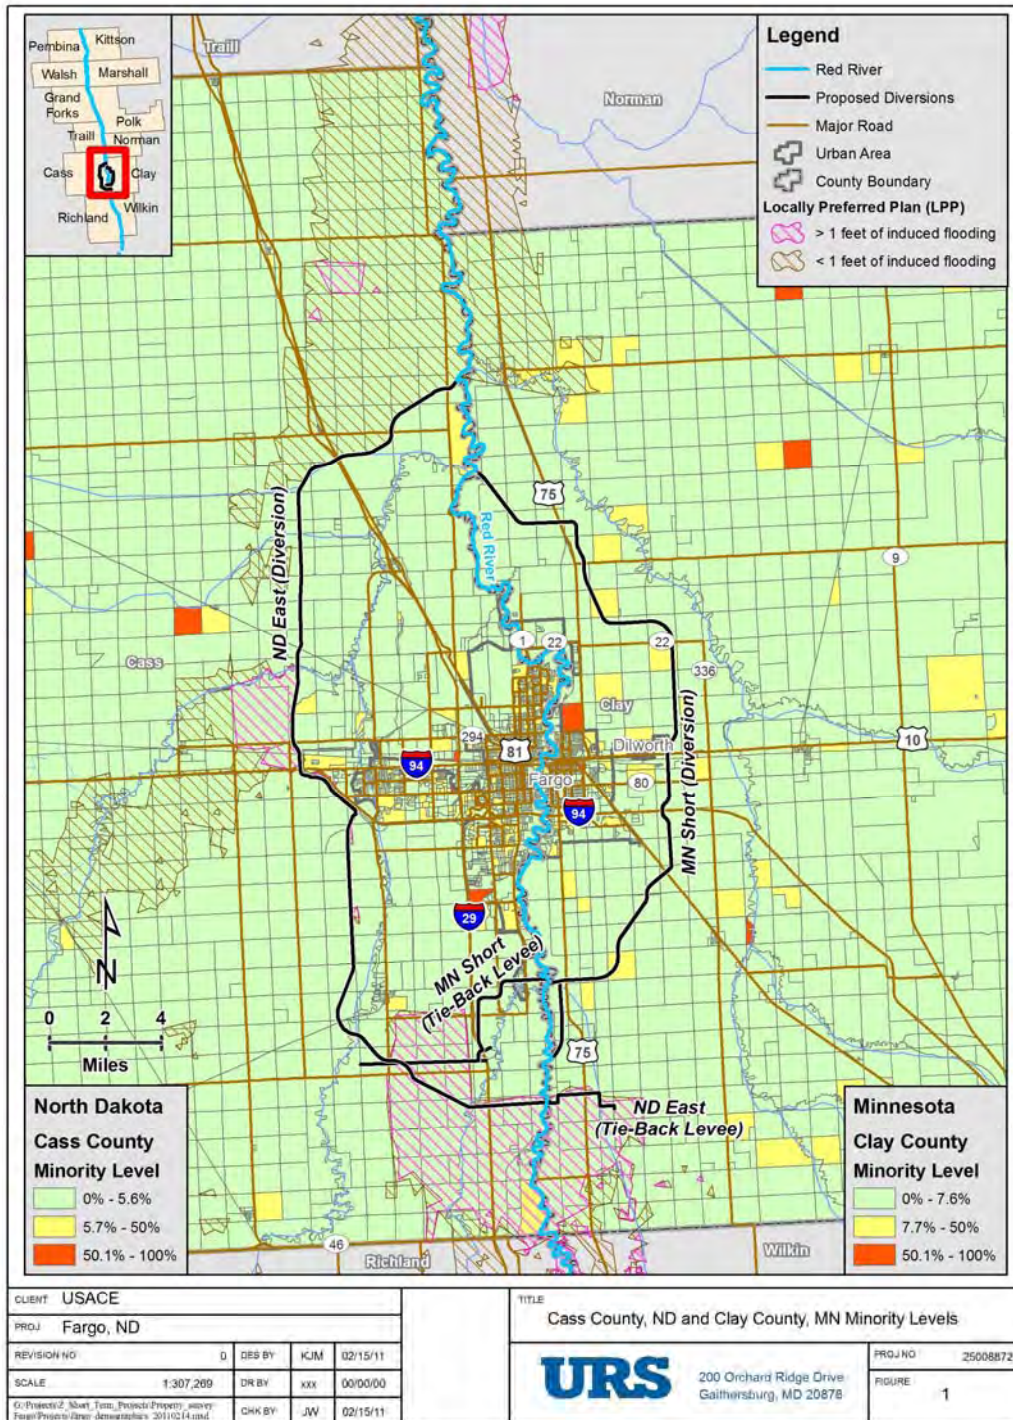 Pembina
Kittson
Walsh
Marshall
Grand
Forks
Polk
Traill
Norman
Cass
Clay
Richland
Wilkin
Traill
Norman
Legend
Red River
Proposed Diversions
Major Road
Urban Area
County Boundary
Locally Preferred Plan (LPP)
> 1 feet of induced flooding
< 1 feet of induced flooding
75
Red River
ND East (Diversion)
9
1
22
22
336
Cass
Clay
294
81
Dilworth
10
94
Fargo
80
94
MN Short (Diversion)
29
MN Short
(Tie-Back Levee)
N
0 2 4
Miles
75
ND East
(Tie-Back Levee)
46
Richland
Wilkin
North Dakota
Cass County
Minority Level
0% - 5.6%
5.7% - 50%
50.1% - 100%
Minnesota
Clay County
Minority Level
0% - 7.6%
7.7% - 50%
50.1% - 100%
CLIENT USACE
PROJ Fargo, ND
REVISION NO 0 DES BY KJM 02/15/11
SCALE 1:307,269 DR BY xxx 00/00/00
CHK BY JW 02/15/11
TITLE
Cass County, ND and Clay County, MN Minority Levels
URS
200 Orchard Ridge Drive
Gaithersburg, MD 20878
PROJ NO 25008872
FIGURE 1